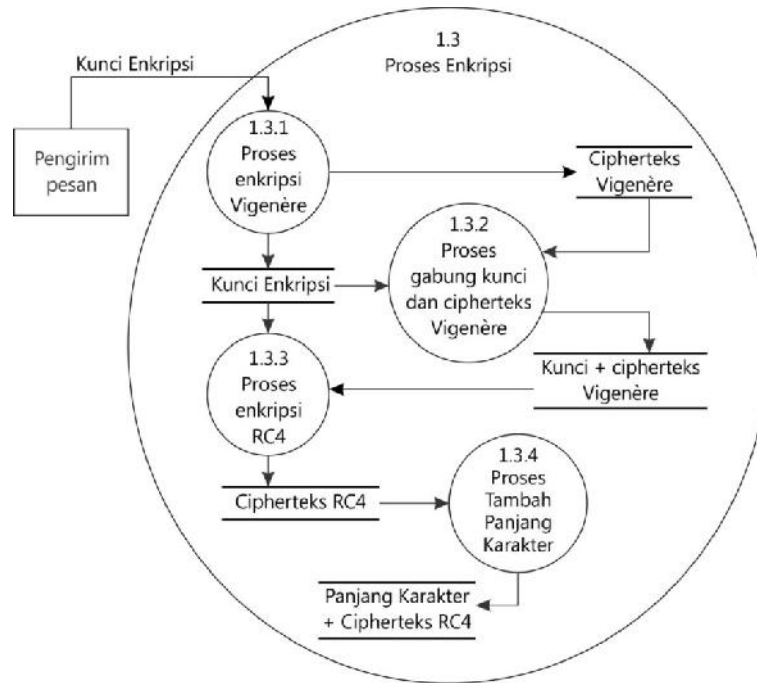 1.3
Proses Enkripsi
Kunci Enkripsi
Pengirim
pesan
1.3.1
Proses
enkripsi
Vigenère
Cipherteks
Vigenère
1.3.2
Proses
gabung kunci
dan cipherteks
Vigenère
Kunci Enkripsi
1.3.3
Proses
enkripsi
RC4
Kunci + cipherteks
Vigenère
Cipherteks RC4
1.3.4
Proses
Tambah
Panjang
Karakter
Panjang Karakter
+ Cipherteks RC4